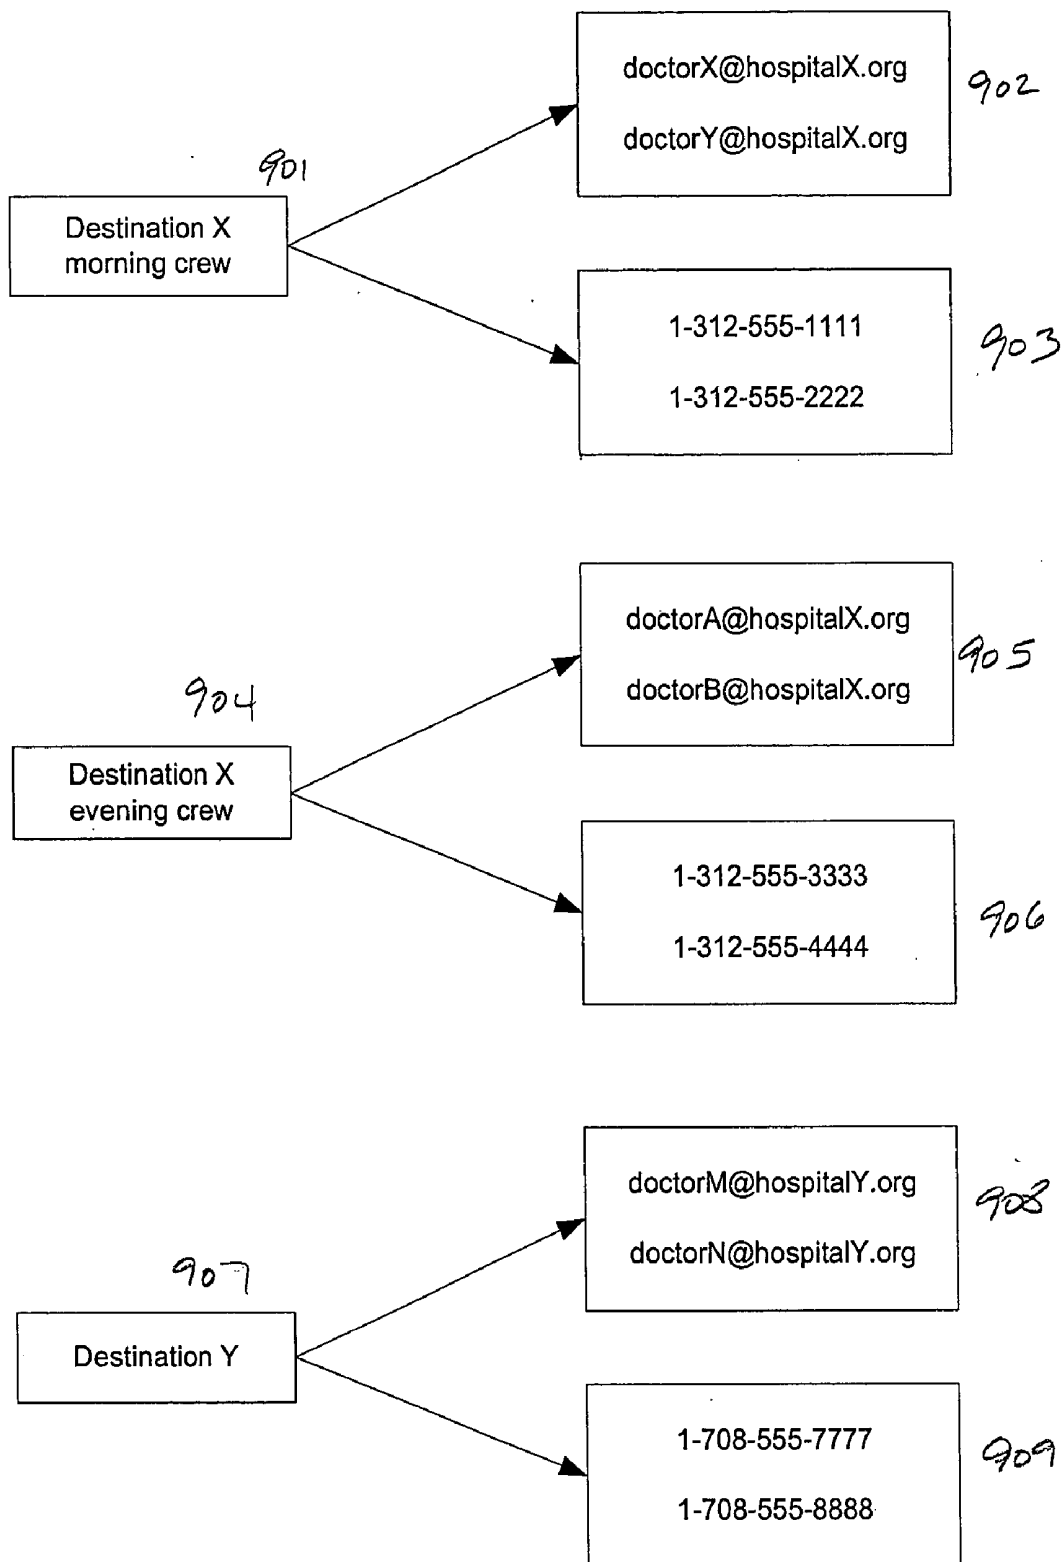 901
Destination X
morning crew
doctorX@hospitalX.org
doctorY@hospitalX.org
902
1-312-555-1111
1-312-555-2222
903
904
Destination X
evening crew
doctorA@hospitalX.org
doctorB@hospitalX.org
905
1-312-555-3333
1-312-555-4444
906
907
Destination Y
doctorM@hospitalY.org
doctorN@hospitalY.org
908
1-708-555-7777
1-708-555-8888
909